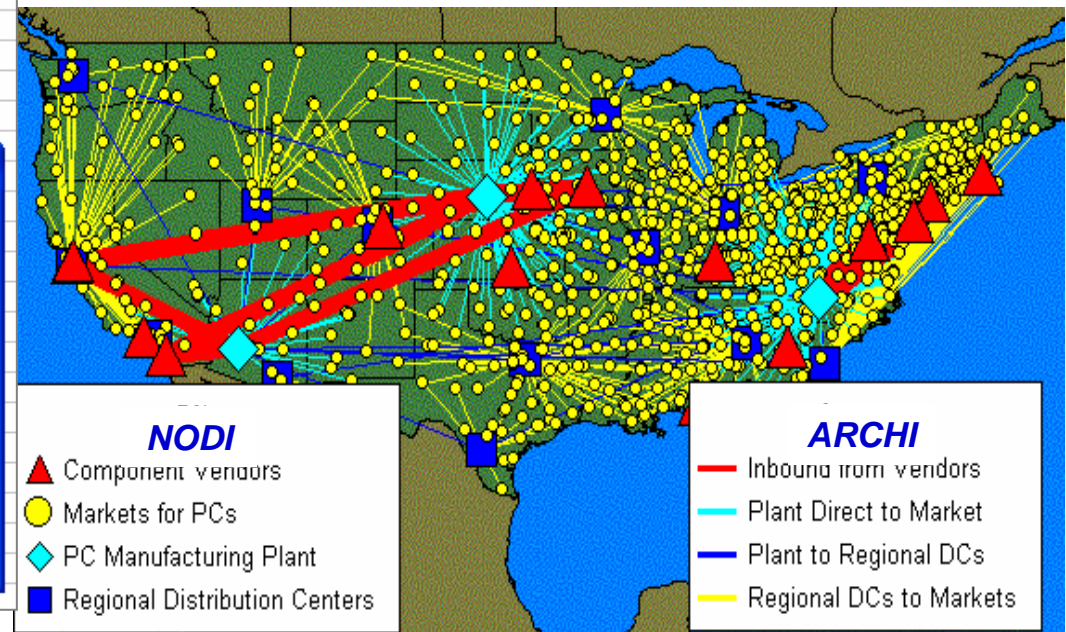 NODI
Component Vendors
Markets for PCs
PC Manufacturing Plant
Regional Distribution Centers
ARCHI
Inbound from Vendors
Plant Direct to Market
Plant to Regional DCs
Regional DCs to Markets